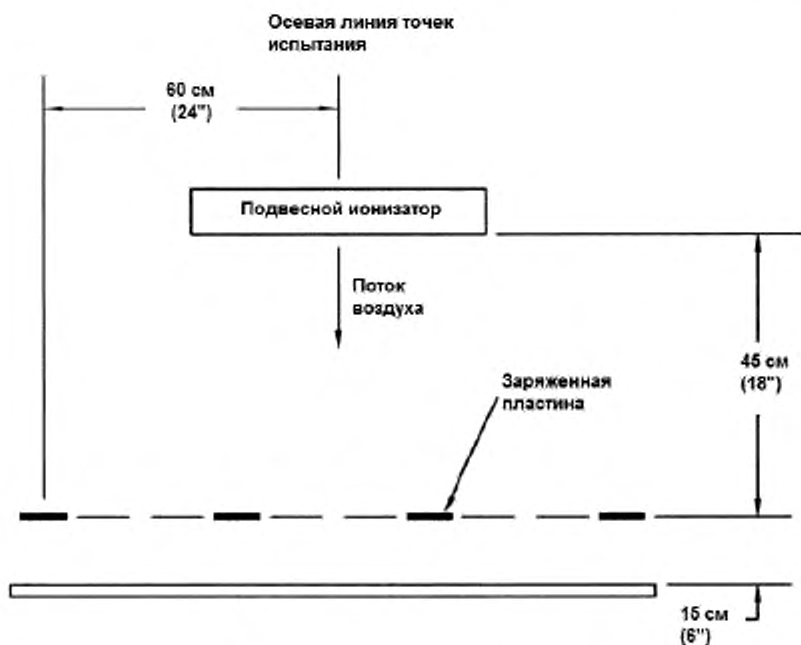 Осевая линия точек
испытания
60 см
(24")
Подвесной ионизатор
Поток
воздуха
45 см
(18")
Заряженная
пластина
15 см
(6")